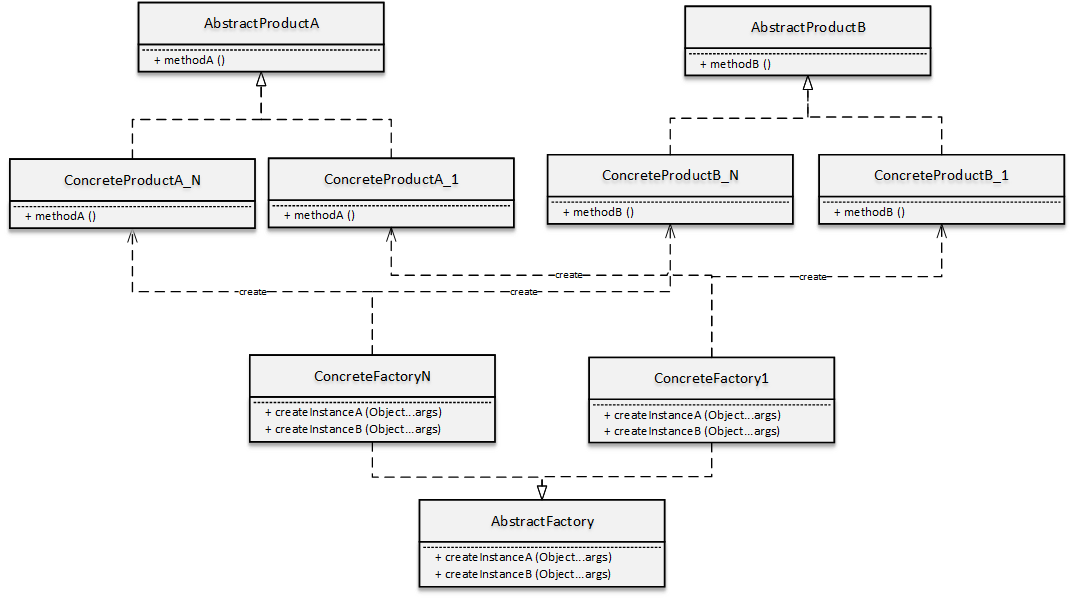 AbstractProductA
+ methodA ()
AbstractProductB
+ methodB ()
ConcreteProductA_N
+ methodA ()
ConcreteProductA_1
+ methodA ()
ConcreteProductB_N
+ methodB ()
ConcreteProductB_1
+ methodB ()
create
create
create
create
ConcreteFactoryN
+ createInstanceA (Object...args)
+ createInstanceB (Object...args)
ConcreteFactory1
+ createInstanceA (Object...args)
+ createInstanceB (Object...args)
AbstractFactory
+ createInstanceA (Object...args)
+ createInstanceB (Object...args)